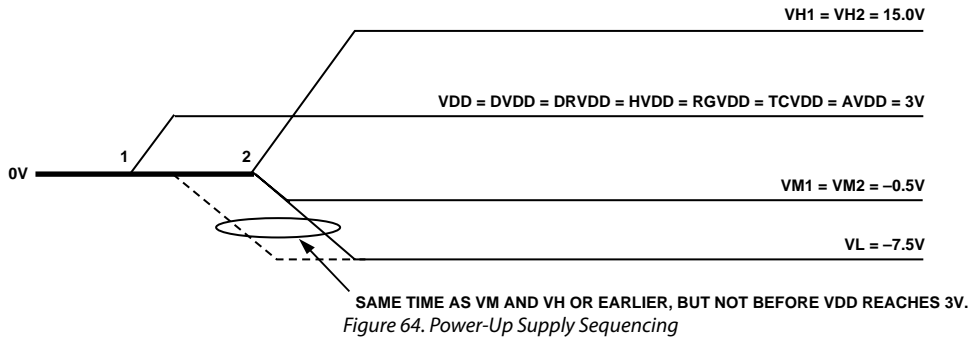 VH1 = VH2 = 15.0V
VDD = DVDD = DRVDD = HVDD = RGVDD = TCVDD = AVDD = 3V
1
2
0V
VM1 = VM2 = –0.5V
VL = –7.5V
SAME TIME AS VM AND VH OR EARLIER, BUT NOT BEFORE VDD REACHES 3V.
Figure 64. Power-Up Supply Sequencing